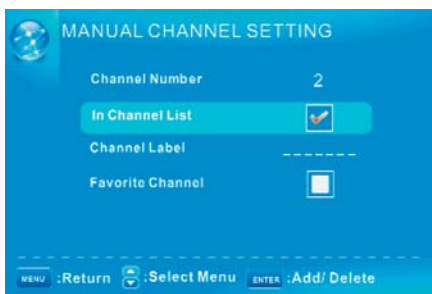 MANUAL CHANNEL SETTING
Channel Number 2
In Channel List
Channel Label _ _ _ _ _ _ _
Favorite Channel
MENU :Return :Select Menu ENTER :Add/ Delete